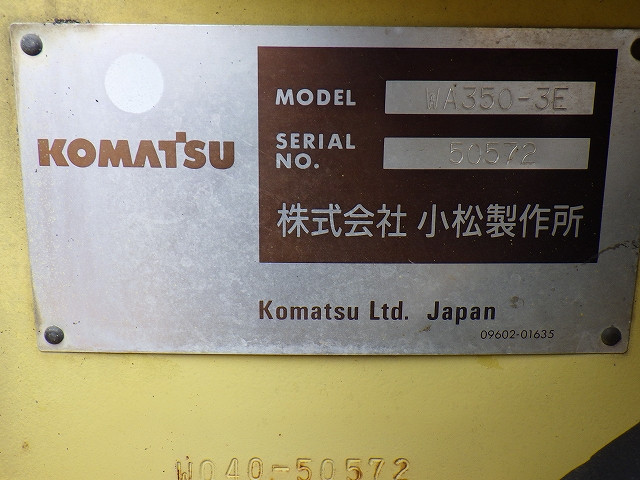 KOMATSU
MODEL WA350-3E
SERIAL NO. 50572
株式会社 小松製作所
Komatsu Ltd. Japan
09602-01635
W040-50572